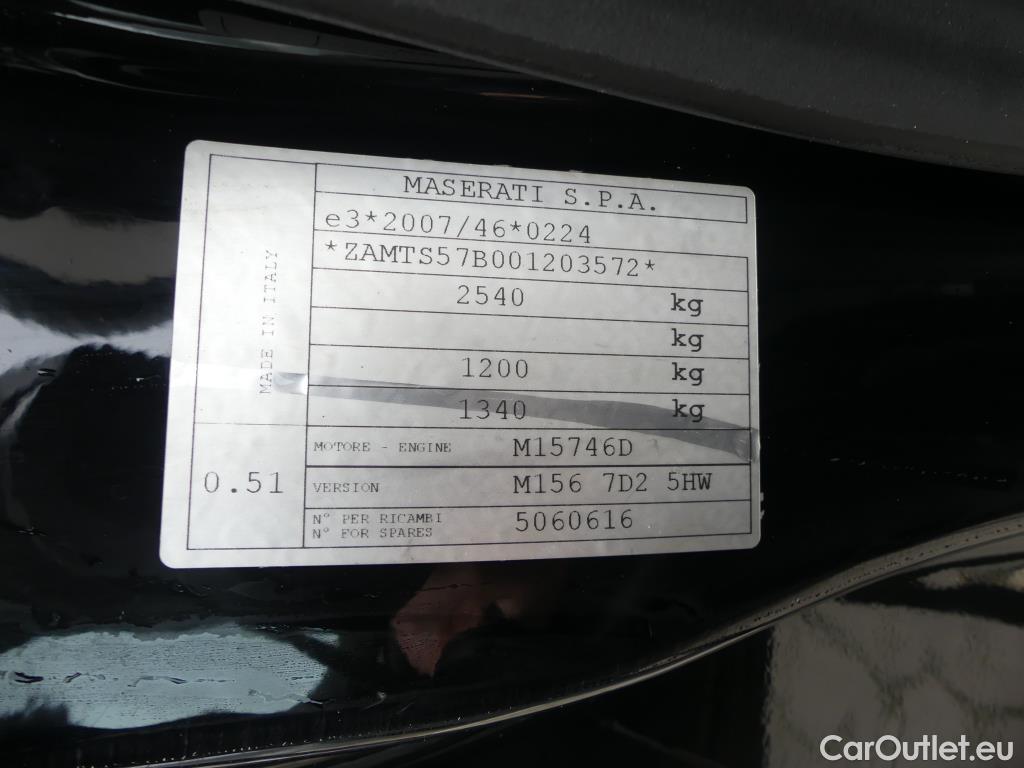 MASERATI S.P.A.
e3*2007/46*0224
*ZAMTS57B001203572*
2540 kg
kg
1200 kg
1340 kg
MADE IN ITALY
0.51
MOTORE - ENGINE M15746D
VERSION M156 7D2 5HW
N° PER RICAMBI
N° FOR SPARES 5060616
CarOutlet.eu